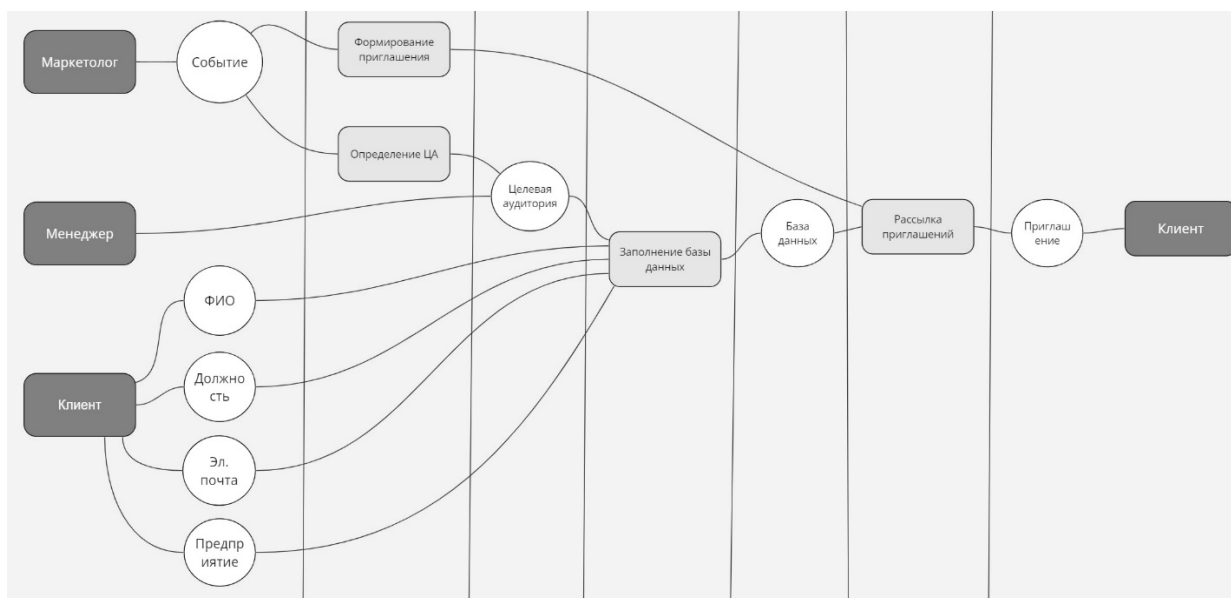 Маркетолог
Событие
Формирование
приглашения
Определение ЦА
Целевая
аудитория
Менеджер
Заполнение базы
данных
База
данных
Рассылка
приглашений
Приглаш
ение
Клиент
ФИО
Клиент
Должно
сть
Эл.
почта
Предпр
иятие